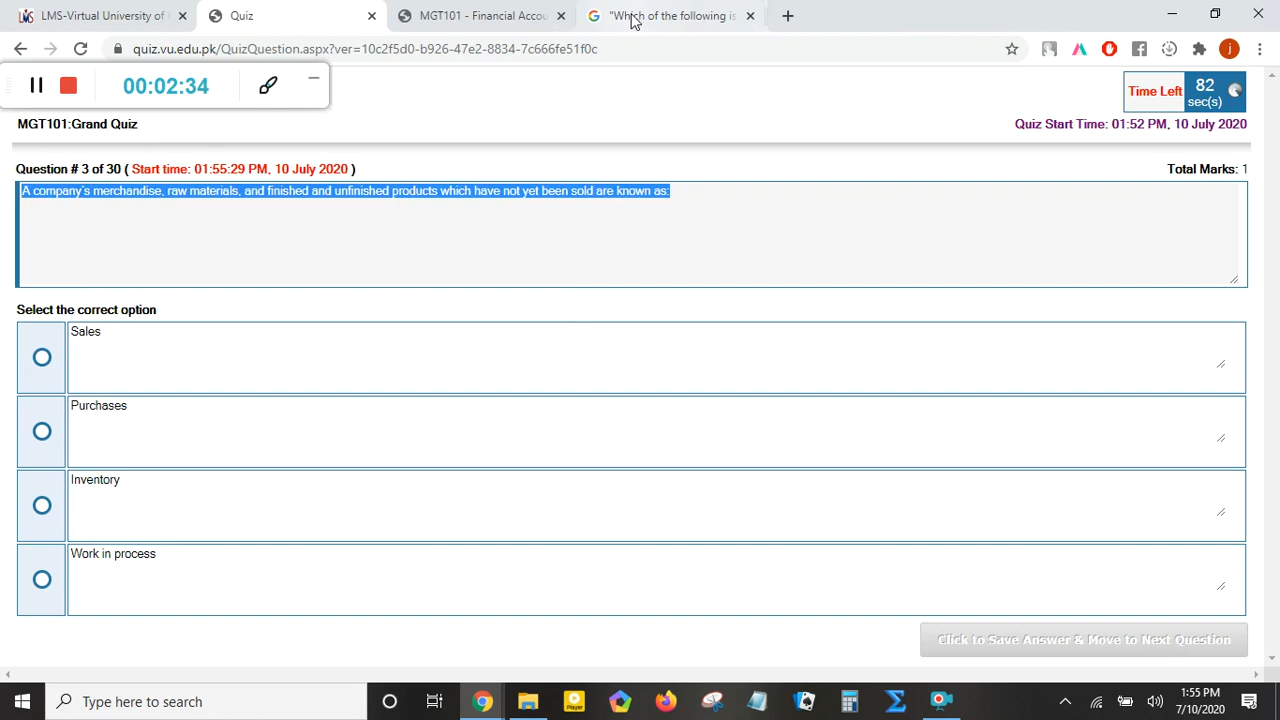 LMS-Virtual University of
Quiz
MGT101 - Financial Accou
"Which of the following is
quiz.vu.edu.pk/QuizQuestion.aspx?ver=10c2f5d0-b926-47e2-8834-7c666fe51f0c
j
00:02:34
Time Left
82
sec(s)
MGT101:Grand Quiz
Quiz Start Time: 01:52 PM, 10 July 2020
Question # 3 of 30 ( Start time: 01:55:29 PM, 10 July 2020 )
Total Marks: 1
A company's merchandise, raw materials, and finished and unfinished products which have not yet been sold are known as:
Select the correct option
Sales
Purchases
Inventory
Work in process
Click to Save Answer & Move to Next Question
Type here to search
Player
1:55 PM
7/10/2020